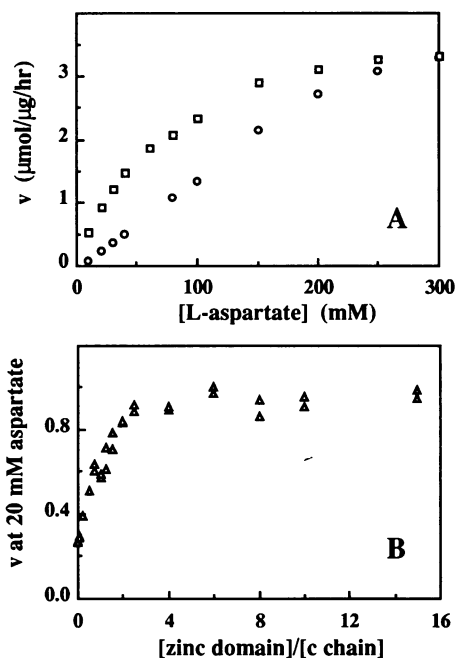 3
2
1
0
v (μmol/μg/hr)
A
0 100 200 300
[L-aspartate] (mM)
0.8
0.4
0.0
v at 20 mM aspartate
B
0 4 8 12 16
[zinc domain]/[c chain]